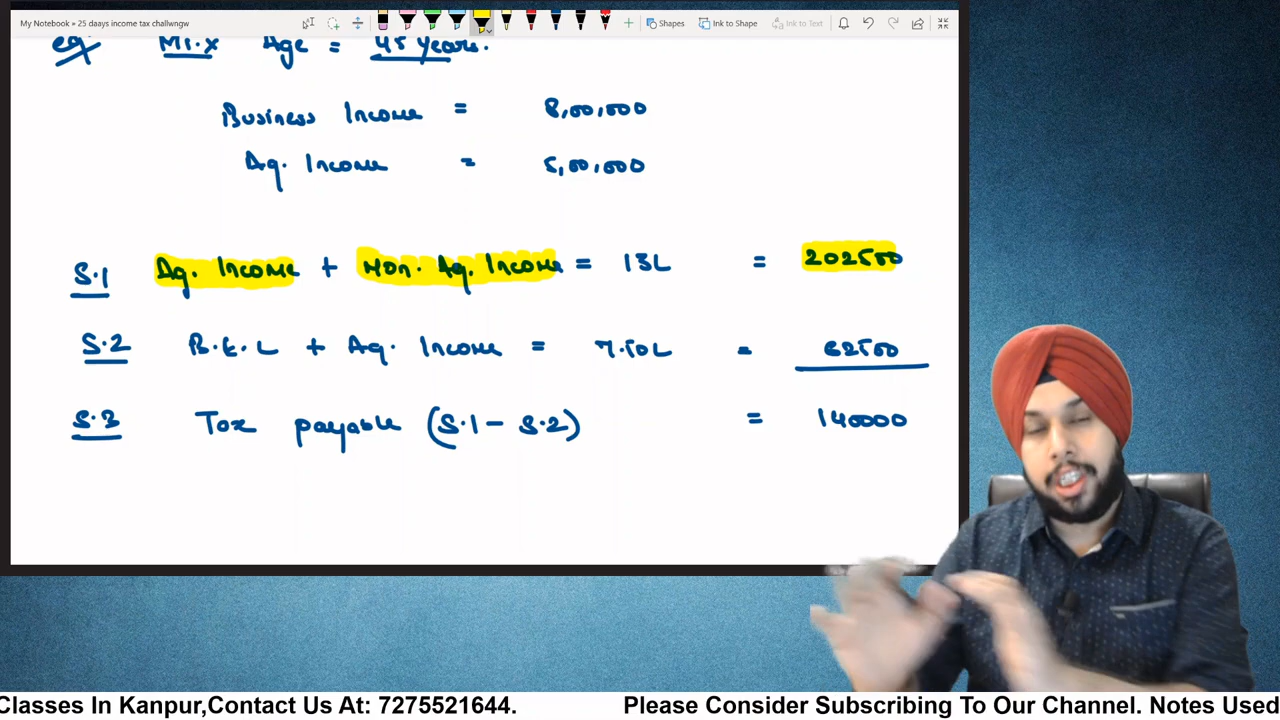 My Notebook » 25 daays income tax challwngw
Shapes
Ink to Shape
Ink to Text
eg Mr.X Age = 45 years.
Business Income = 8,00,000
Ag. Income = 5,00,000
S.1 Ag. Income + Non. Ag. Income = 13L = 202500
S.2 B.E.L + Ag. Income = 7.50L = 62500
S.3 Tax payable (S.1 - S.2) = 140000
Classes In Kanpur,Contact Us At: 7275521644. Please Consider Subscribing To Our Channel. Notes Used